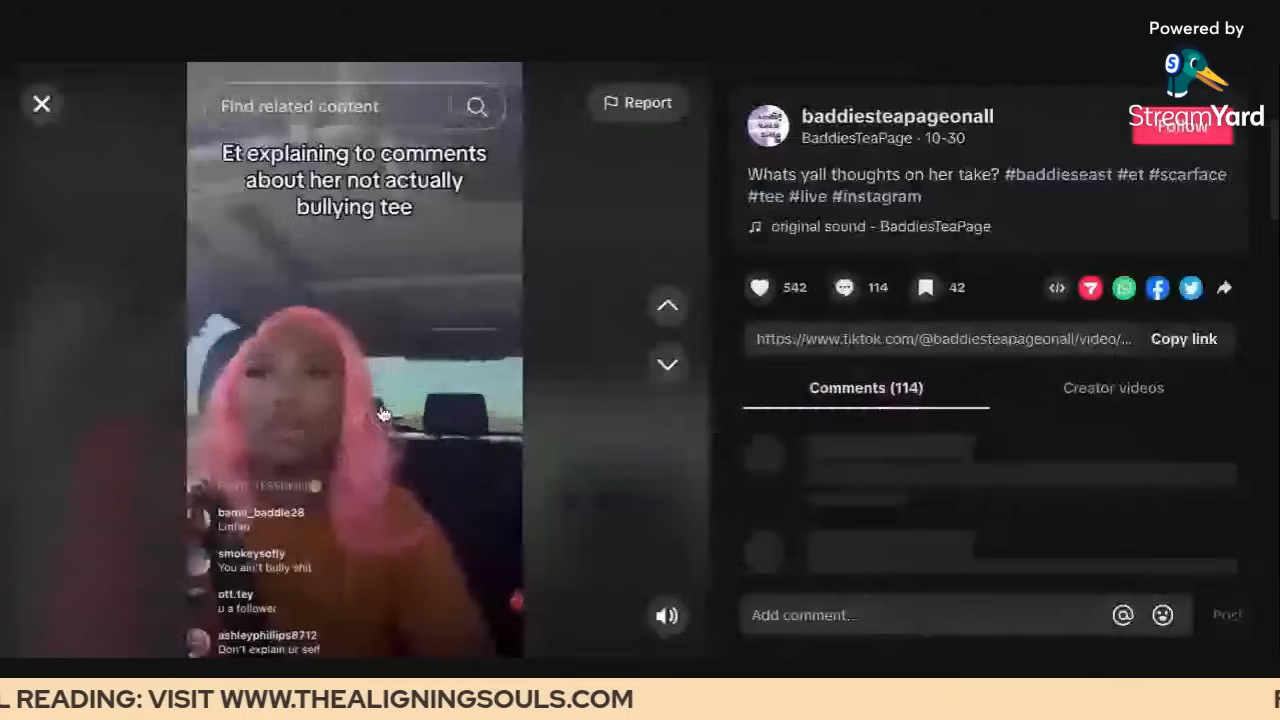 Powered by
StreamYard
Find related content
Report
Et explaining to comments
about her not actually
bullying tee
bamii_baddie28
Lmfao
smokeysofly
You ain't bully shit
ott.tey
u a follower
ashleyphillips8712
Don't explain ur self
baddiesteapageonall
BaddiesTeaPage · 10-30
Follow
Whats yall thoughts on her take? #baddieseast #et #scarface
#tee #live #instagram
original sound - BaddiesTeaPage
542
114
42
https://www.tiktok.com/@baddiesteapageonall/video/...
Copy link
Comments (114)
Creator videos
Add comment...
Post
L READING: VISIT WWW.THEALIGNINGSOULS.COM